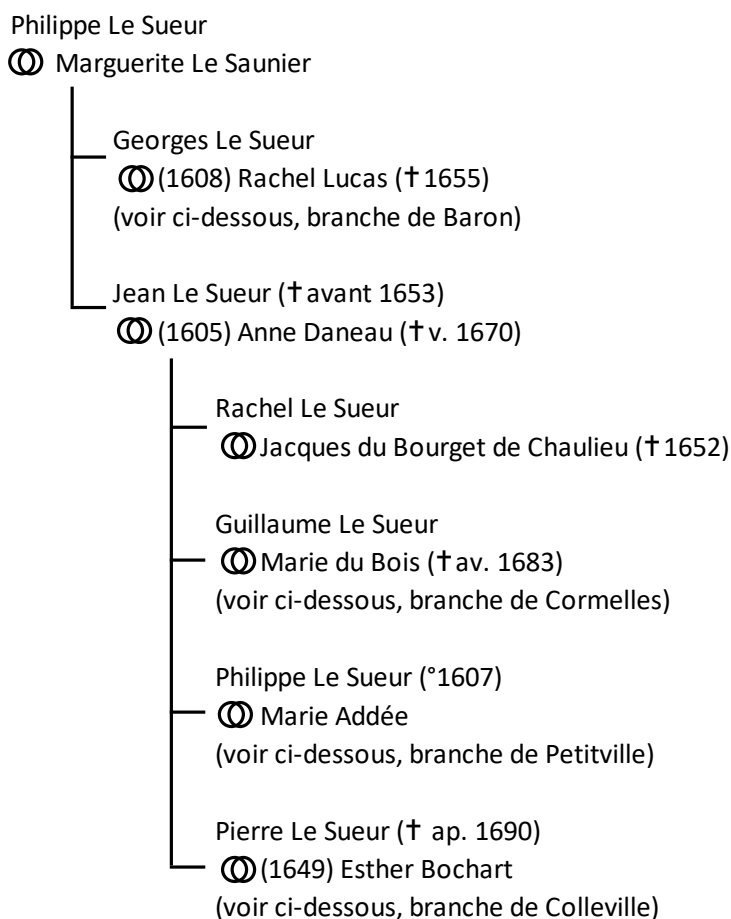 Philippe Le Sueur
Ⓞ Marguerite Le Saunier
Georges Le Sueur
Ⓞ (1608) Rachel Lucas († 1655)
(voir ci-dessous, branche de Baron)
Jean Le Sueur († avant 1653)
Ⓞ (1605) Anne Daneau († v. 1670)
Rachel Le Sueur
Ⓞ Jacques du Bourget de Chaulieu († 1652)
Guillaume Le Sueur
Ⓞ Marie du Bois († av. 1683)
(voir ci-dessous, branche de Cormelles)
Philippe Le Sueur (°1607)
Ⓞ Marie Addée
(voir ci-dessous, branche de Petitville)
Pierre Le Sueur († ap. 1690)
Ⓞ (1649) Esther Bochart
(voir ci-dessous, branche de Colleville)